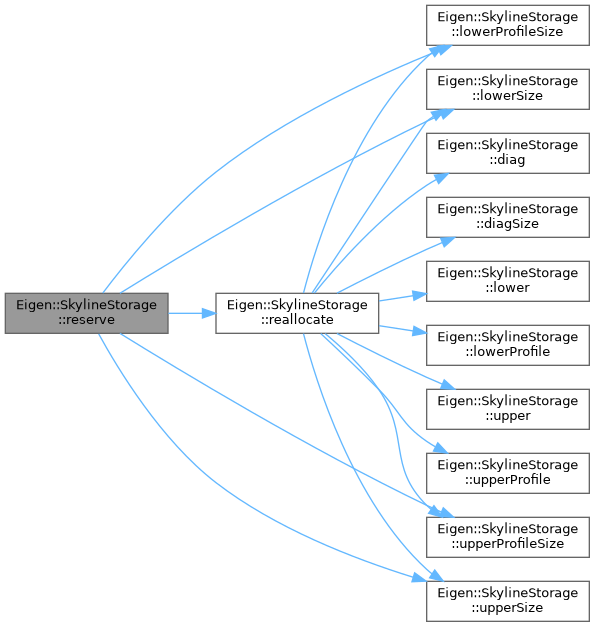 Eigen::SkylineStorage
::reserve
Eigen::SkylineStorage
::reallocate
Eigen::SkylineStorage
::lowerProfileSize
Eigen::SkylineStorage
::lowerSize
Eigen::SkylineStorage
::diag
Eigen::SkylineStorage
::diagSize
Eigen::SkylineStorage
::lower
Eigen::SkylineStorage
::lowerProfile
Eigen::SkylineStorage
::upper
Eigen::SkylineStorage
::upperProfile
Eigen::SkylineStorage
::upperProfileSize
Eigen::SkylineStorage
::upperSize